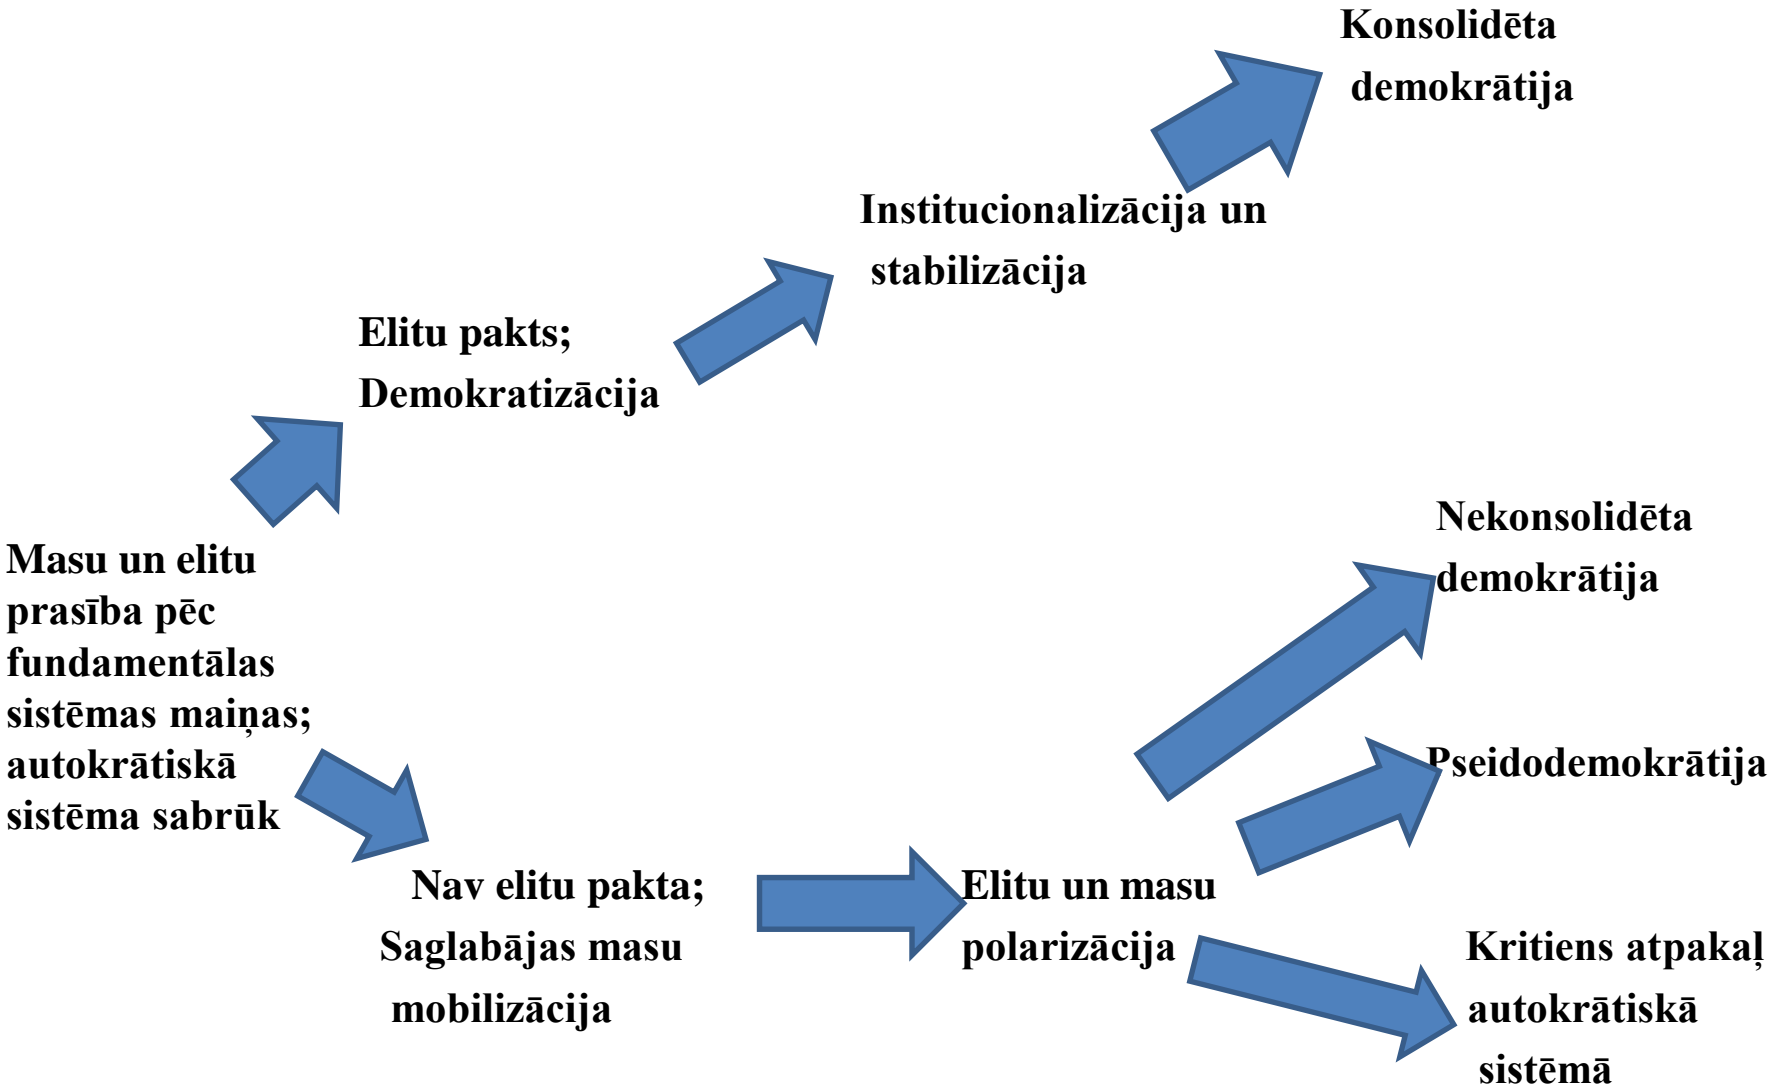 Konsolidēta
demokrātija
Institucionalizācija un
stabilizācija
Elitu pakts;
Demokratizācija
Masu un elitu
prasība pēc
fundamentālas
sistēmas maiņas;
autokrātiskā
sistēma sabrūk
Nav elitu pakta;
Saglabājas masu
mobilizācija
Elitu un masu
polarizācija
Nekonsolidēta
demokrātija
Pseidodemokrātija
Kritiens atpakaļ
autokrātiskā
sistēmā